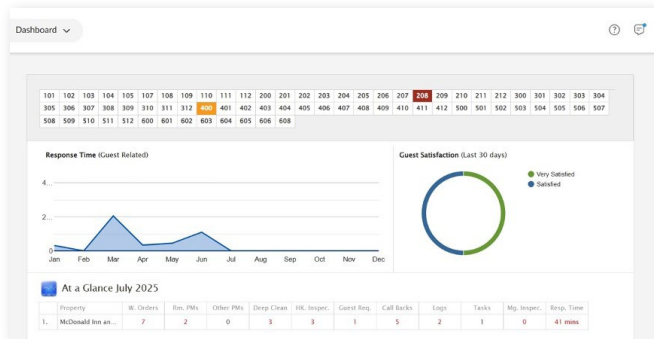 Dashboard
101 102 103 104 105 107 108 109 110 111 112 200 201 202 203 204 205 206 207 208 209 210 211 212 300 301 302 303 304
305 306 307 308 309 310 311 312 400 401 402 403 404 405 406 407 408 409 410 411 412 500 501 502 503 504 505 506 507
508 509 510 511 512 600 601 602 603 604 605 606 608
Response Time (Guest Related)
4...
2...
0
Jan Feb Mar Apr May Jun Jul Aug Sep Oct Nov Dec
Guest Satisfaction (Last 30 days)
Very Satisfied
Satisfied
At a Glance July 2025
Property W. Orders Rm. PMs Other PMs Deep Clean HK. Inspec. Guest Req. Call Backs Logs Tasks Mg. Inspec. Resp. Time
1. McDonald Inn an... 7 2 0 3 3 1 5 2 1 0 41 mins